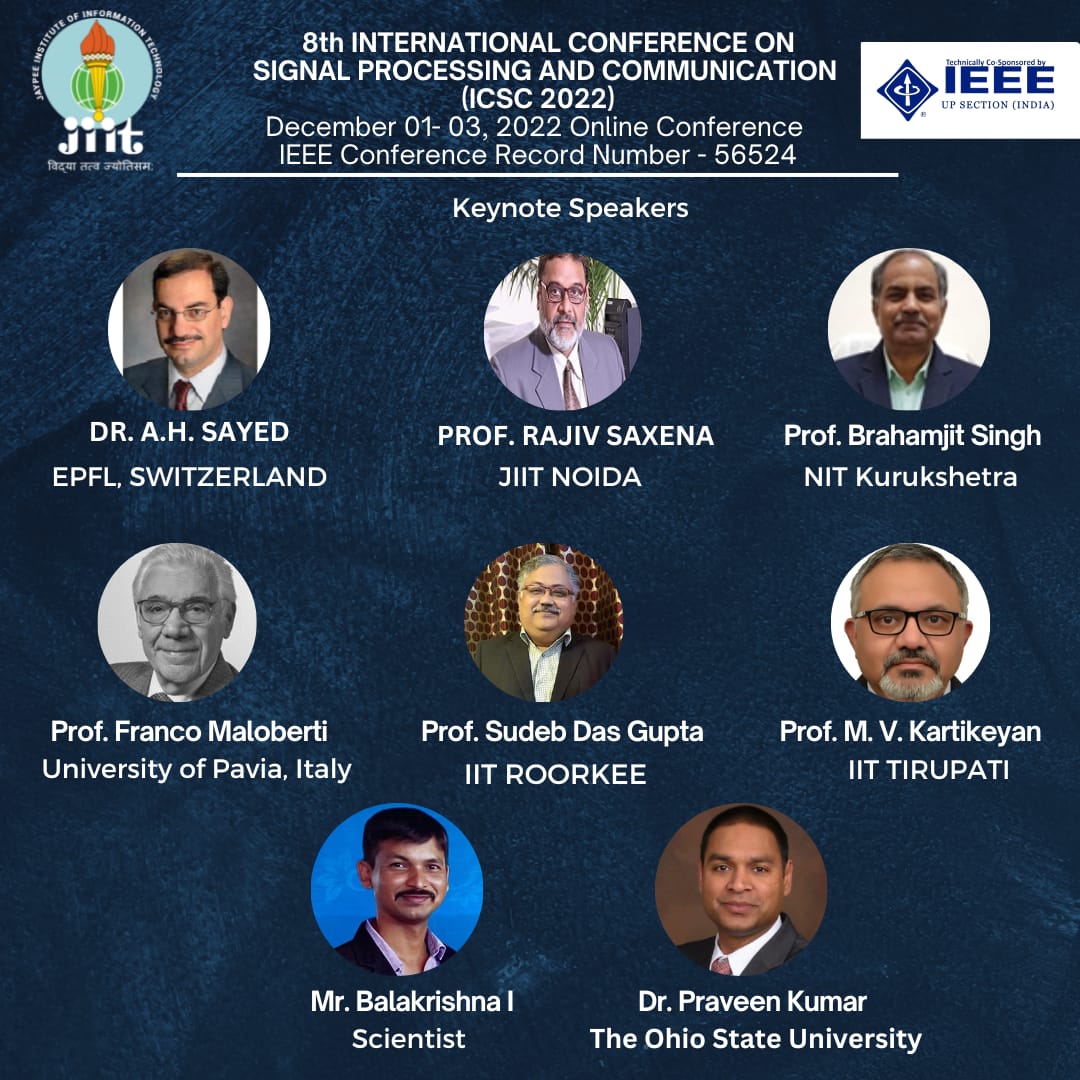 JAYPEE INSTITUTE OF INFORMATION TECHNOLOGY
jiit
विद्या तत्व ज्योतिसम:
8th INTERNATIONAL CONFERENCE ON
SIGNAL PROCESSING AND COMMUNICATION
(ICSC 2022)
December 01- 03, 2022 Online Conference
IEEE Conference Record Number - 56524
Technically Co-Sponsored by
IEEE
®
UP SECTION (INDIA)
Keynote Speakers
DR. A.H. SAYED
EPFL, SWITZERLAND
PROF. RAJIV SAXENA
JIIT NOIDA
Prof. Brahamjit Singh
NIT Kurukshetra
Prof. Franco Maloberti
University of Pavia, Italy
Prof. Sudeb Das Gupta
IIT ROORKEE
Prof. M. V. Kartikeyan
IIT TIRUPATI
Mr. Balakrishna I
Scientist
Dr. Praveen Kumar
The Ohio State University